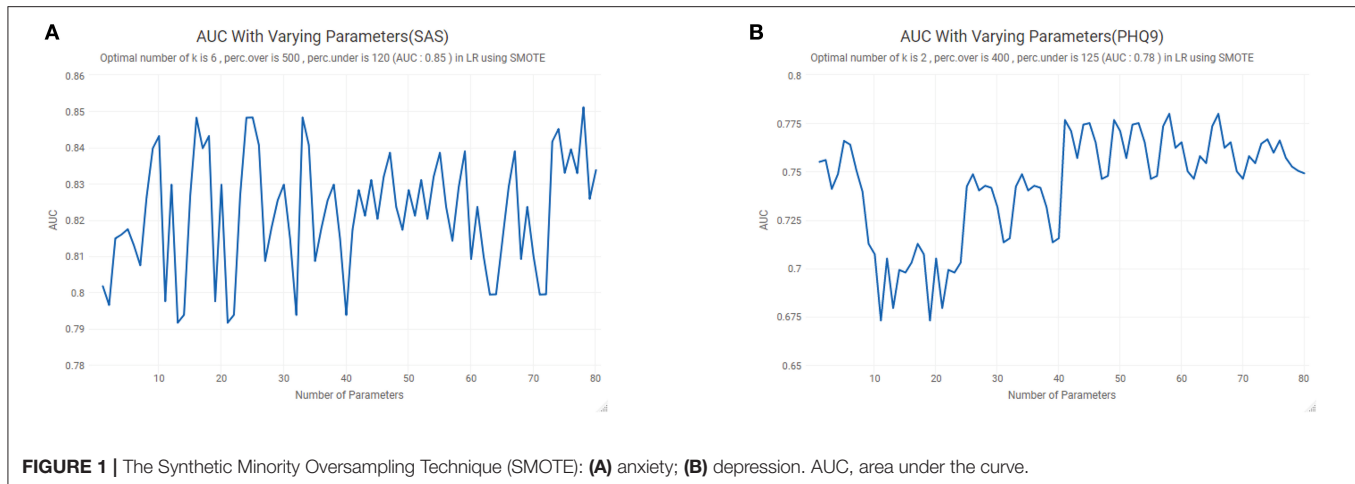 A
AUC With Varying Parameters(SAS)
Optimal number of k is 6 , perc.over is 500 , perc.under is 120 (AUC : 0.85 ) in LR using SMOTE
0.86
0.85
0.84
0.83
0.82
0.81
0.8
0.79
0.78
AUC
10 20 30 40 50 60 70 80
Number of Parameters
B
AUC With Varying Parameters(PHQ9)
Optimal number of k is 2 , perc.over is 400 , perc.under is 125 (AUC : 0.78 ) in LR using SMOTE
0.8
0.775
0.75
0.725
0.7
0.675
0.65
AUC
10 20 30 40 50 60 70 80
Number of Parameters
FIGURE 1 | The Synthetic Minority Oversampling Technique (SMOTE): (A) anxiety; (B) depression. AUC, area under the curve.